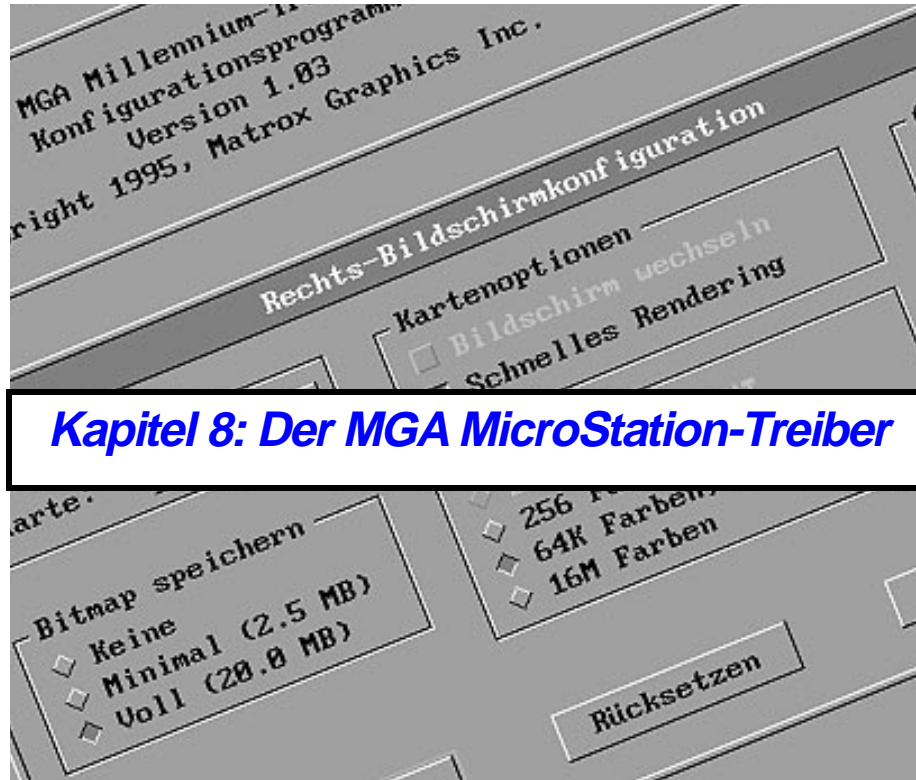 MGA Millennium-
Konfigurationsprogramm
Version 1.03
right 1995, Matrox Graphics Inc.
Rechts-Bildschirmkonfiguration
Kartenoptionen
Bildschirm wechseln
Schnelles Rendering
Kapitel 8: Der MGA MicroStation-Treiber
arte.
256
64K Farben
16M Farben
Bitmap speichern
Keine
Minimal (2.5 MB)
Voll (20.0 MB)
Rücksetzen